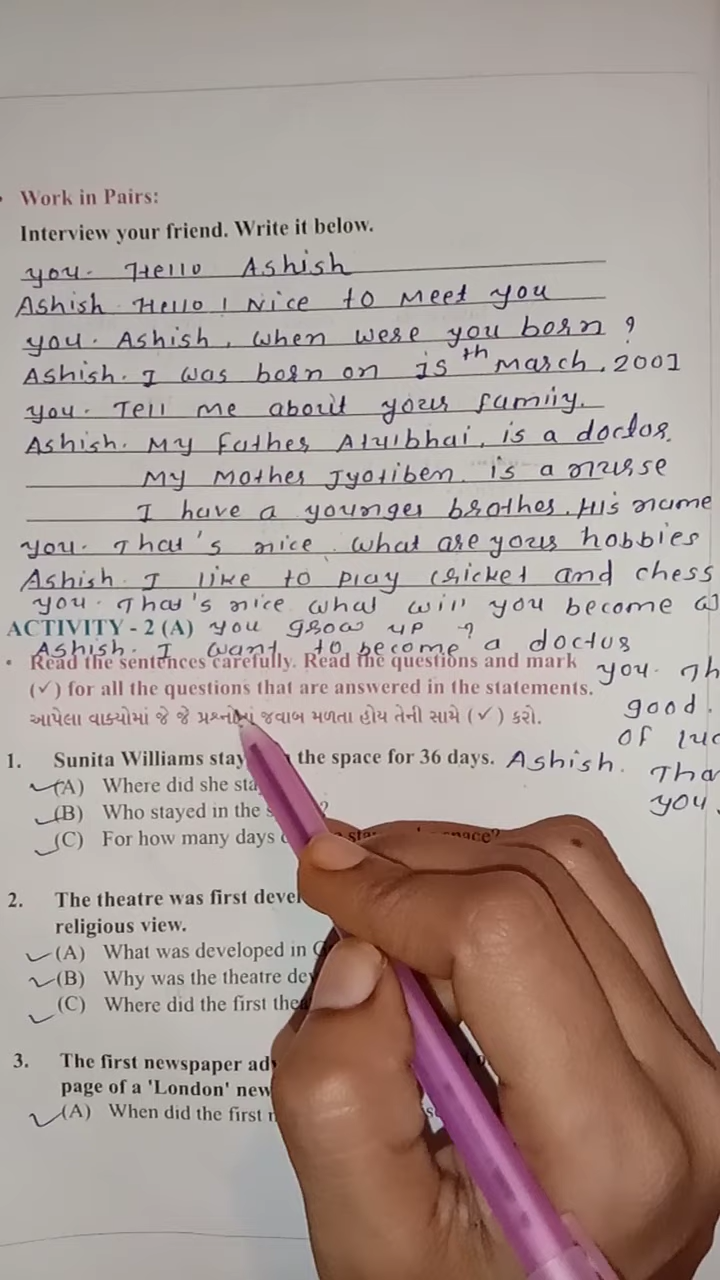 Work in Pairs:
Interview your friend. Write it below.
you. Hello Ashish
Ashish. Hello! Nice to meet you
you. Ashish, when were you born?
Ashish. I was born on 15th March, 2001
you. Tell me about your family.
Ashish. My father Atulbhai, is a doctor.
My mother Jyotiben. is a nurse
I have a younger brother. His name
you. That's nice. What are your hobbies
Ashish. I like to play cricket and chess
you. That's nice what will you become
ACTIVITY - 2 (A) you grow up ?
Ashish. I want to become a doctor
• Read the sentences carefully. Read the questions and mark
(✓) for all the questions that are answered in the statements.
you. Th
good.
આપેલા વાક્યોમાં જે જે પ્રશ્નોનાં જવાબ મળતા હોય તેની સામે (✓) કરો.
of luc
1. Sunita Williams stay the space for 36 days. Ashish. Tha
you.
(A) Where did she sta
(B) Who stayed in the s ?
(C) For how many days
2. The theatre was first deve
religious view.
(A) What was developed in G
(B) Why was the theatre de
(C) Where did the first thea
3. The first newspaper ad
page of a 'London' new
(A) When did the first n